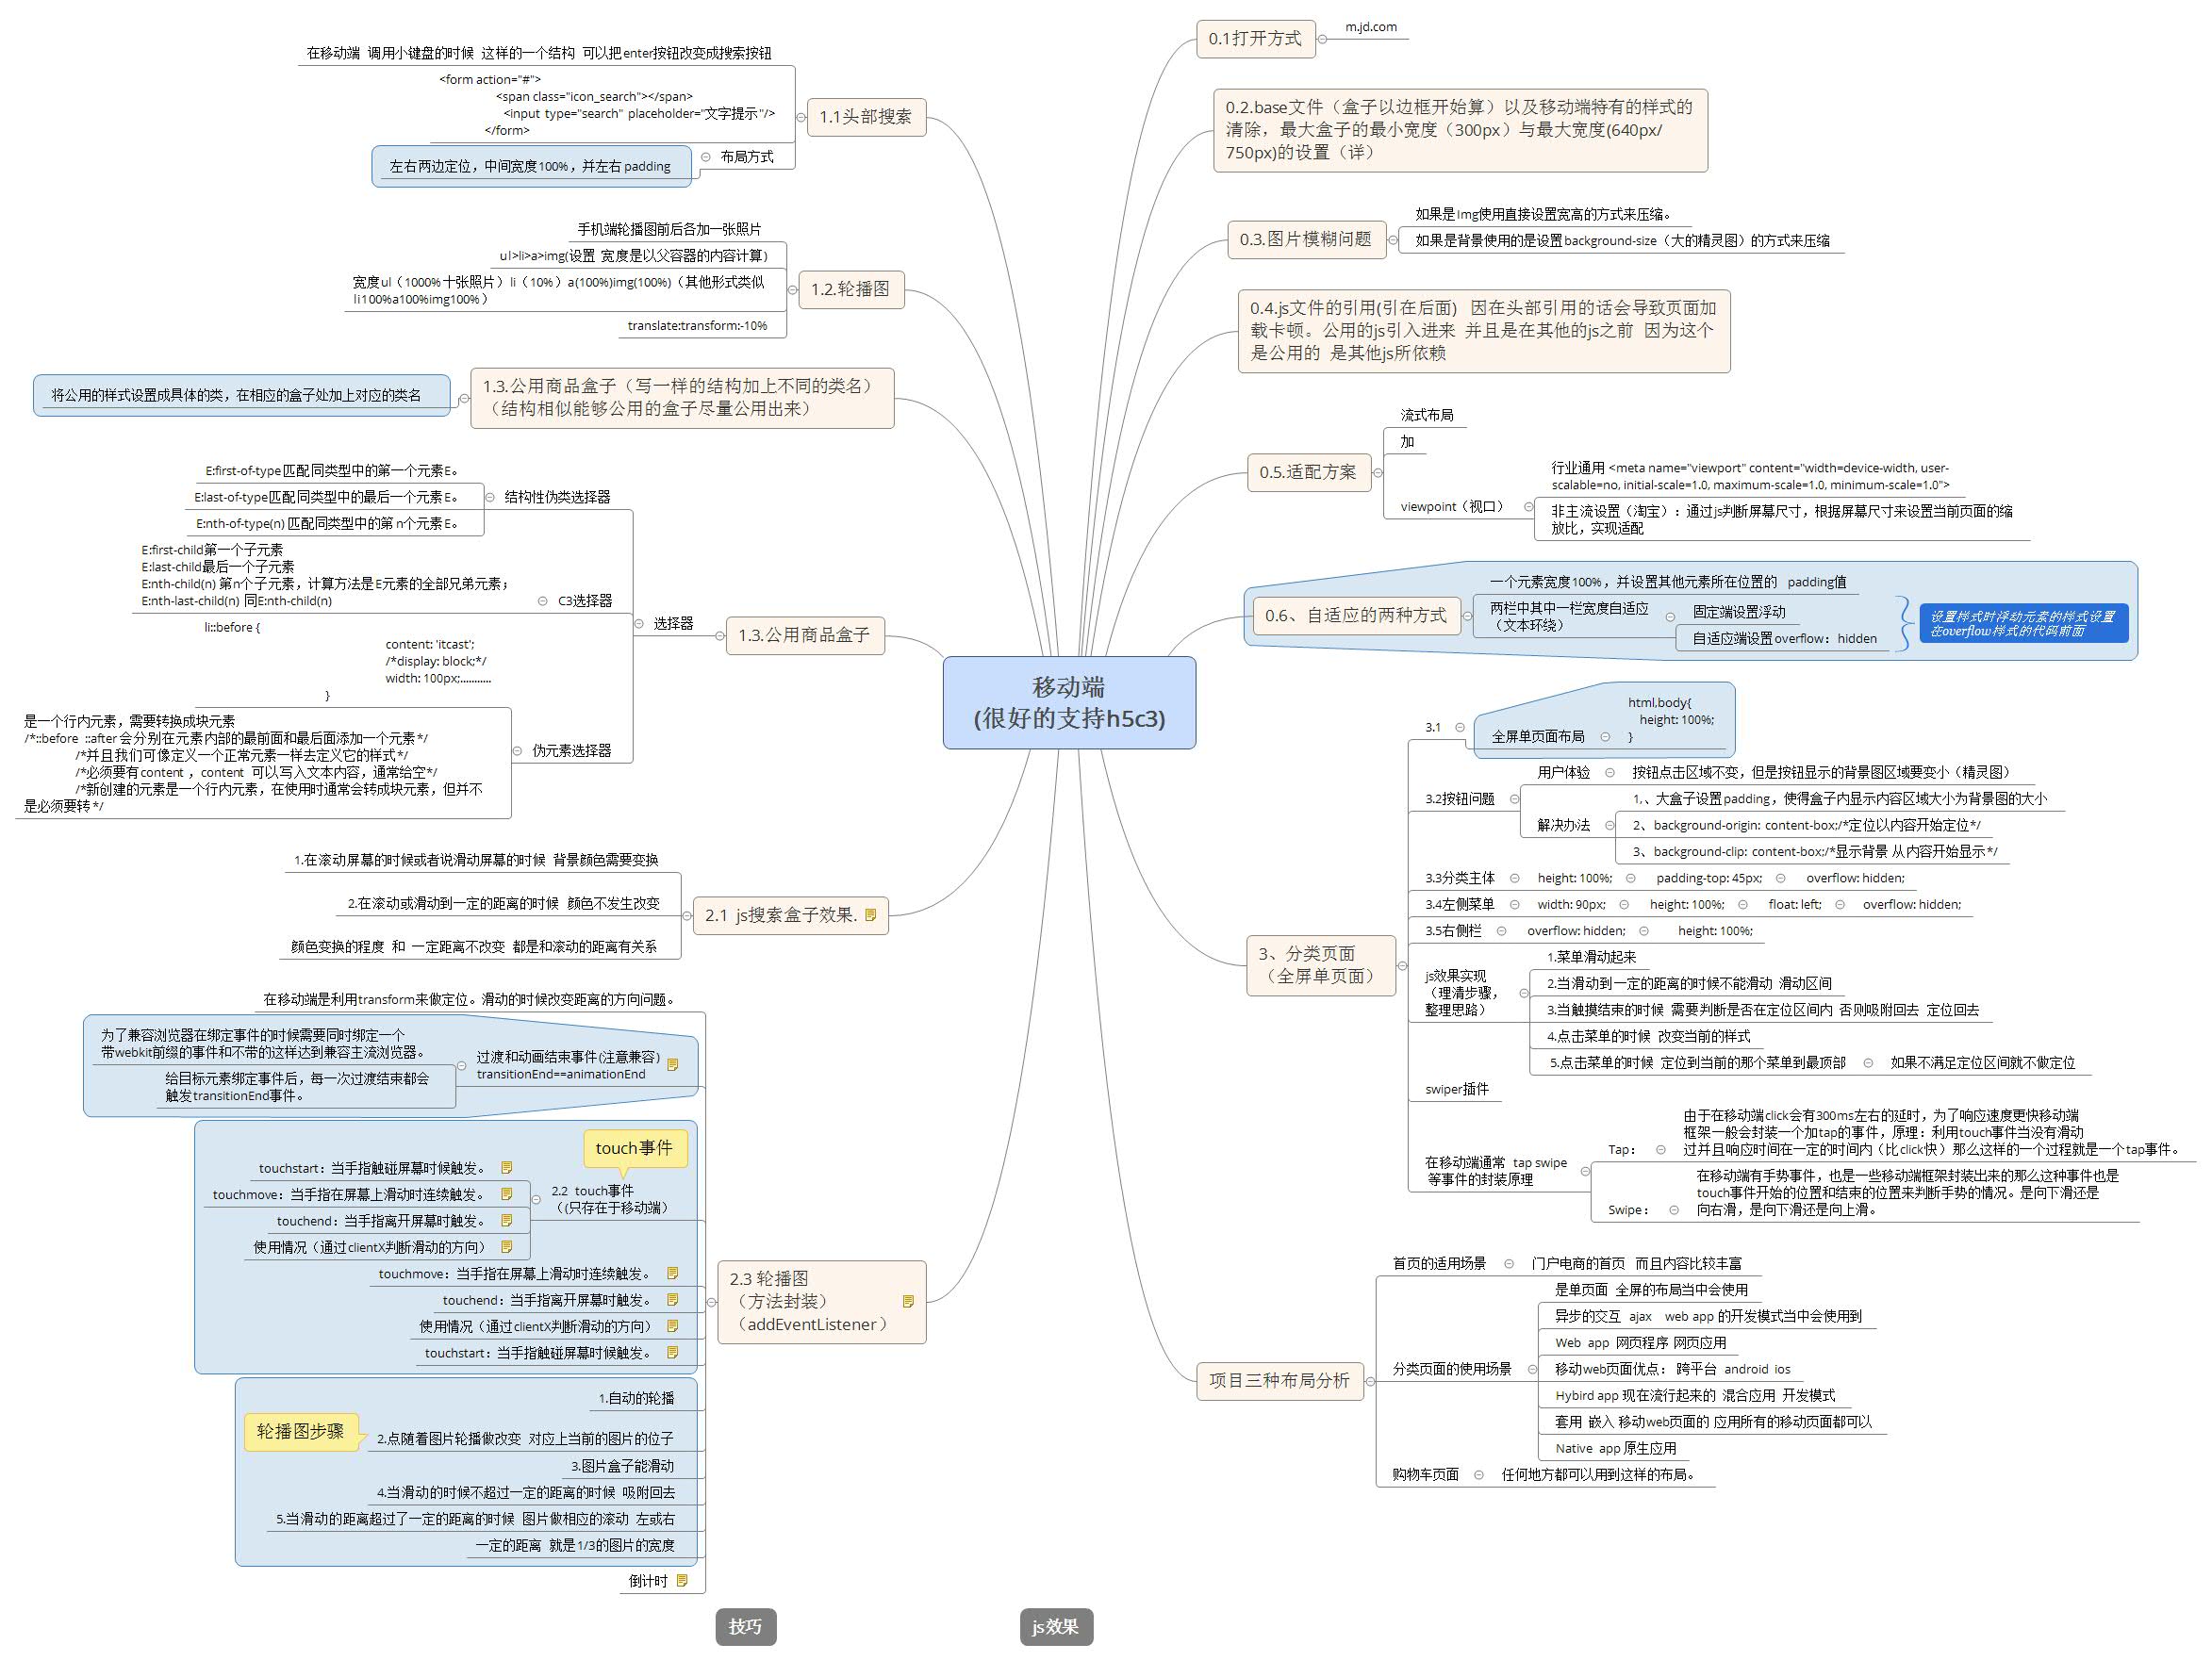 移动端
(很好的支持h5c3)
0.1打开方式
m.jd.com
0.2.base文件（盒子以边框开始算）以及移动端特有的样式的
清除，最大盒子的最小宽度（300px）与最大宽度(640px/
750px)的设置（详）
0.3.图片模糊问题
如果是Img使用直接设置宽高的方式来压缩。
如果是背景使用的是设置background-size（大的精灵图）的方式来压缩
0.4.js文件的引用(引在后面)  因在头部引用的话会导致页面加
载卡顿。公用的js引入进来  并且是在其他的js之前  因为这个
是公用的  是其他js所依赖
0.5.适配方案
流式布局
加
viewpoint（视口）
行业通用 <meta name="viewport" content="width=device-width, user-
scalable=no, initial-scale=1.0, maximum-scale=1.0, minimum-scale=1.0">
非主流设置（淘宝）：通过js判断屏幕尺寸，根据屏幕尺寸来设置当前页面的缩
放比，实现适配
0.6、自适应的两种方式
一个元素宽度100%，并设置其他元素所在位置的   padding值
两栏中其中一栏宽度自适应
（文本环绕）
固定端设置浮动
自适应端设置overflow：hidden
设置样式时浮动元素的样式设置
在overflow样式的代码前面
3、分类页面
（全屏单页面）
3.1
全屏单页面布局
html,body{
height: 100%;
}
3.2按钮问题
用户体验
按钮点击区域不变，但是按钮显示的背景图区域要变小（精灵图）
解决办法
1,、大盒子设置padding，使得盒子内显示内容区域大小为背景图的大小
2、background-origin: content-box;/*定位以内容开始定位*/
3、background-clip: content-box;/*显示背景 从内容开始显示*/
3.3分类主体
height: 100%;
padding-top: 45px;
overflow: hidden;
3.4左侧菜单
width: 90px;
height: 100%;
float: left;
overflow: hidden;
3.5右侧栏
overflow: hidden;
height: 100%;
js效果实现
（理清步骤，
整理思路）
1.菜单滑动起来
2.当滑动到一定的距离的时候不能滑动  滑动区间
3.当触摸结束的时候  需要判断是否在定位区间内  否则吸附回去  定位回去
4.点击菜单的时候  改变当前的样式
5.点击菜单的时候  定位到当前的那个菜单到最顶部
如果不满足定位区间就不做定位
swiper插件
在移动端通常  tap swipe
等事件的封装原理
Tap：
由于在移动端click会有300ms左右的延时，为了响应速度更快移动端
框架一般会封装一个加tap的事件，原理：利用touch事件当没有滑动
过并且响应时间在一定的时间内（比click快）那么这样的一个过程就是一个tap事件。
Swipe：
在移动端有手势事件，也是一些移动端框架封装出来的那么这种事件也是
touch事件开始的位置和结束的位置来判断手势的情况。是向下滑还是
向右滑，是向下滑还是向上滑。
项目三种布局分析
首页的适用场景
门户电商的首页   而且内容比较丰富
分类页面的使用场景
是单页面  全屏的布局当中会使用
异步的交互  ajax    web app 的开发模式当中会使用到
Web  app  网页程序 网页应用
移动web页面优点：  跨平台  android  ios
Hybird app 现在流行起来的  混合应用  开发模式
套用  嵌入 移动web页面的 应用所有的移动页面都可以
Native  app 原生应用
购物车页面
任何地方都可以用到这样的布局。
1.1头部搜索
在移动端  调用小键盘的时候  这样的一个结构  可以把enter按钮改变成搜索按钮
<form action="#">
<span class="icon_search"></span>
<input type="search" placeholder="文字提示"/>
</form>
布局方式
左右两边定位，中间宽度100%，并左右 padding
1.2.轮播图
手机端轮播图前后各加一张照片
ul>li>a>img(设置  宽度是以父容器的内容计算)
宽度ul（1000%十张照片）li（10%）a(100%)img(100%)（其他形式类似
li100%a100%img100%）
translate:transform:-10%
1.3.公用商品盒子（写一样的结构加上不同的类名）
（结构相似能够公用的盒子尽量公用出来）
将公用的样式设置成具体的类，在相应的盒子处加上对应的类名
1.3.公用商品盒子
选择器
结构性伪类选择器
E:first-of-type 匹配同类型中的第一个元素E。
E:last-of-type匹配同类型中的最后一个元素E。
E:nth-of-type(n) 匹配同类型中的第n个元素E。
C3选择器
E:first-child第一个子元素
E:last-child最后一个子元素
E:nth-child(n) 第n个子元素，计算方法是E元素的全部兄弟元素；
E:nth-last-child(n) 同E:nth-child(n)
伪元素选择器
li::before {
content: 'itcast';
/*display: block;*/
width: 100px;...........
}
是一个行内元素，需要转换成块元素
/*::before  ::after 会分别在元素内部的最前面和最后面添加一个元素*/
/*并且我们可像定义一个正常元素一样去定义它的样式*/
/*必须要有content ，content  可以写入文本内容，通常给空*/
/*新创建的元素是一个行内元素，在使用时通常会转成块元素，但并不
是必须要转*/
2.1  js搜索盒子效果.
1.在滚动屏幕的时候或者说滑动屏幕的时候  背景颜色需要变换
2.在滚动或滑动到一定的距离的时候  颜色不发生改变
颜色变换的程度  和  一定距离不改变  都是和滚动的距离有关系
2.3 轮播图
（方法封装）
（addEventListener）
在移动端是利用transform来做定位。滑动的时候改变距离的方向问题。
过渡和动画结束事件(注意兼容)
transitionEnd==animationEnd
为了兼容浏览器在绑定事件的时候需要同时绑定一个
带webkit前缀的事件和不带的这样达到兼容主流浏览器。
给目标元素绑定事件后，每一次过渡结束都会
触发transitionEnd事件。
touch事件
2.2  touch事件
（(只存在于移动端）
touchstart：当手指触碰屏幕时候触发。
touchmove：当手指在屏幕上滑动时连续触发。
touchend：当手指离开屏幕时触发。
使用情况（通过clientX判断滑动的方向）
touchmove：当手指在屏幕上滑动时连续触发。
touchend：当手指离开屏幕时触发。
使用情况（通过clientX判断滑动的方向）
touchstart：当手指触碰屏幕时候触发。
轮播图步骤
1.自动的轮播
2.点随着图片轮播做改变  对应上当前的图片的位子
3.图片盒子能滑动
4.当滑动的时候不超过一定的距离的时候  吸附回去
5.当滑动的距离超过了一定的距离的时候  图片做相应的滚动  左或右
一定的距离  就是1/3的图片的宽度
倒计时
技巧
js效果